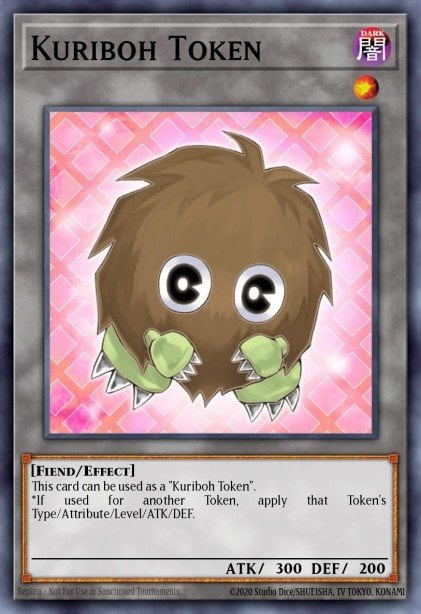 Kuriboh Token
DARK
闇
[Fiend/Effect]
This card can be used as a "Kuriboh Token".
*If used for another Token, apply that Token's
Type/Attribute/Level/ATK/DEF.
ATK/ 300 DEF/ 200
Replica - Not For Use in Sanctioned Tournaments.
©2020 Studio Dice/SHUEISHA, TV TOKYO, KONAMI